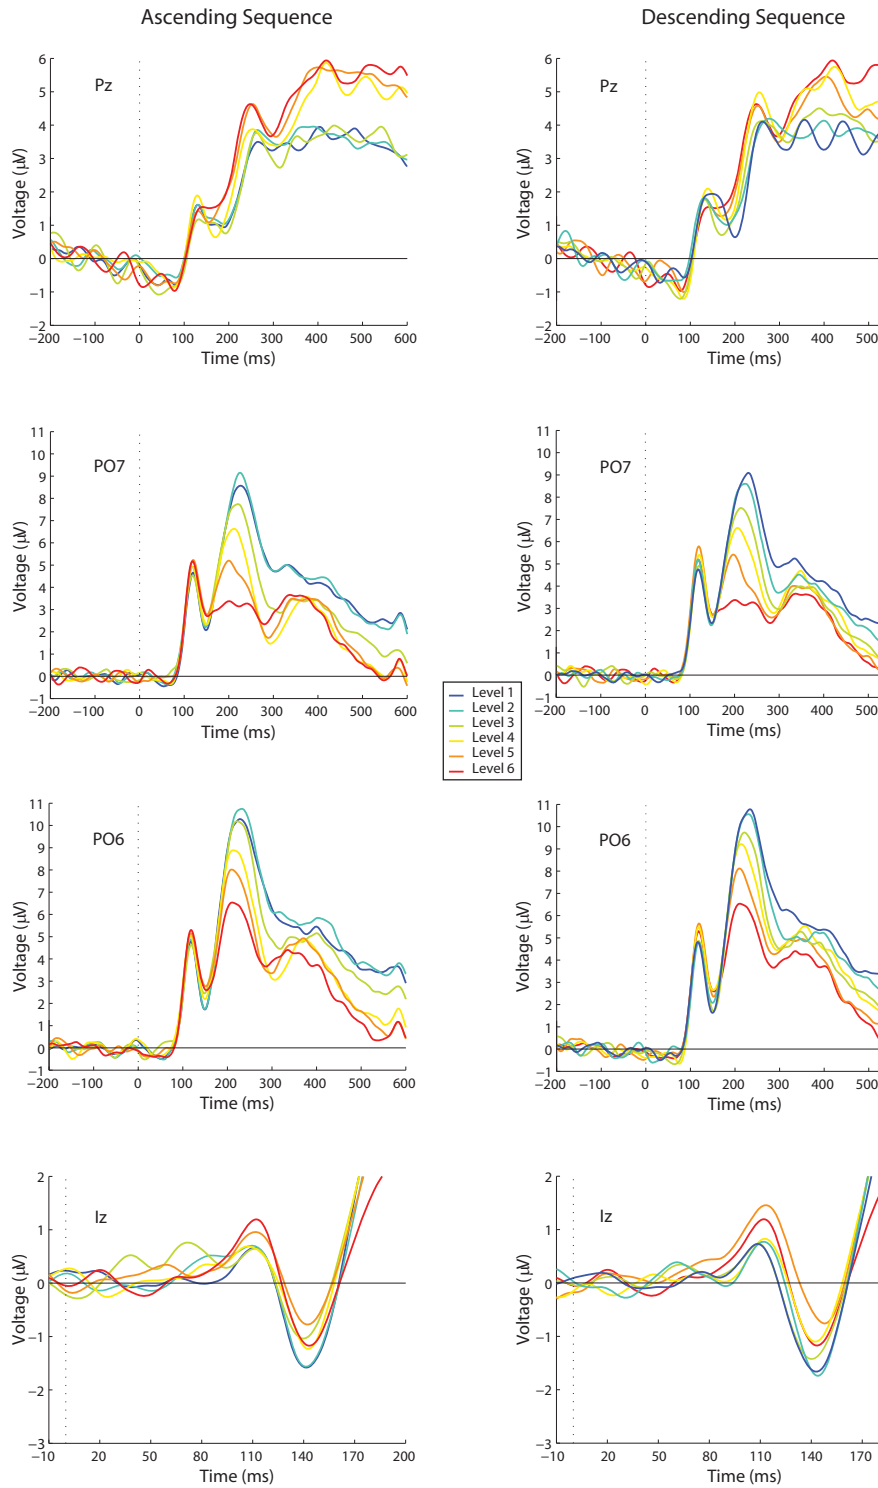 Ascending Sequence
Descending Sequence
Pz
Voltage (µV)
6
5
4
3
2
1
0
−1
−2
−200 −100 0 100 200 300 400 500 600
Time (ms)
Pz
Voltage (µV)
6
5
4
3
2
1
0
−1
−2
−200 −100 0 100 200 300 400 500
Time (ms)
PO7
Voltage (µV)
11
10
9
8
7
6
5
4
3
2
1
0
−1
−200 −100 0 100 200 300 400 500 600
Time (ms)
PO7
Voltage (µV)
11
10
9
8
7
6
5
4
3
2
1
0
−1
−200 −100 0 100 200 300 400 500
Time (ms)
Level 1
Level 2
Level 3
Level 4
Level 5
Level 6
PO6
Voltage (µV)
11
10
9
8
7
6
5
4
3
2
1
0
−1
−200 −100 0 100 200 300 400 500 600
Time (ms)
PO6
Voltage (µV)
11
10
9
8
7
6
5
4
3
2
1
0
−1
−200 −100 0 100 200 300 400 500
Time (ms)
Iz
Voltage (µV)
2
1
0
−1
−2
−3
−10 20 50 80 110 140 170 200
Time (ms)
Iz
Voltage (µV)
2
1
0
−1
−2
−3
−10 20 50 80 110 140 170
Time (ms)